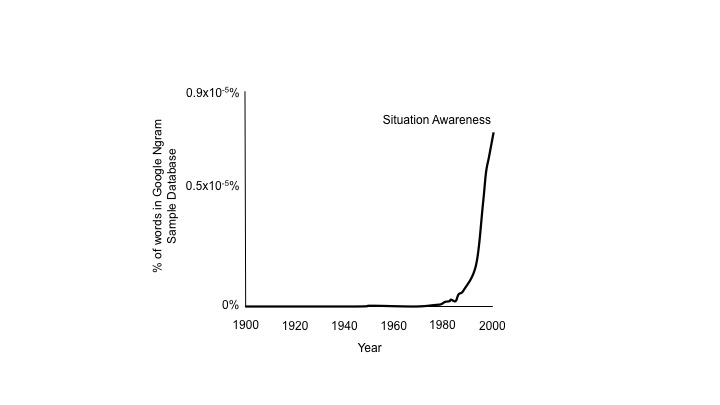 0.9x10-5%
Situation Awareness
% of words in Google Ngram
Sample Database
0.5x10-5%
0%
1900 1920 1940 1960 1980 2000
Year